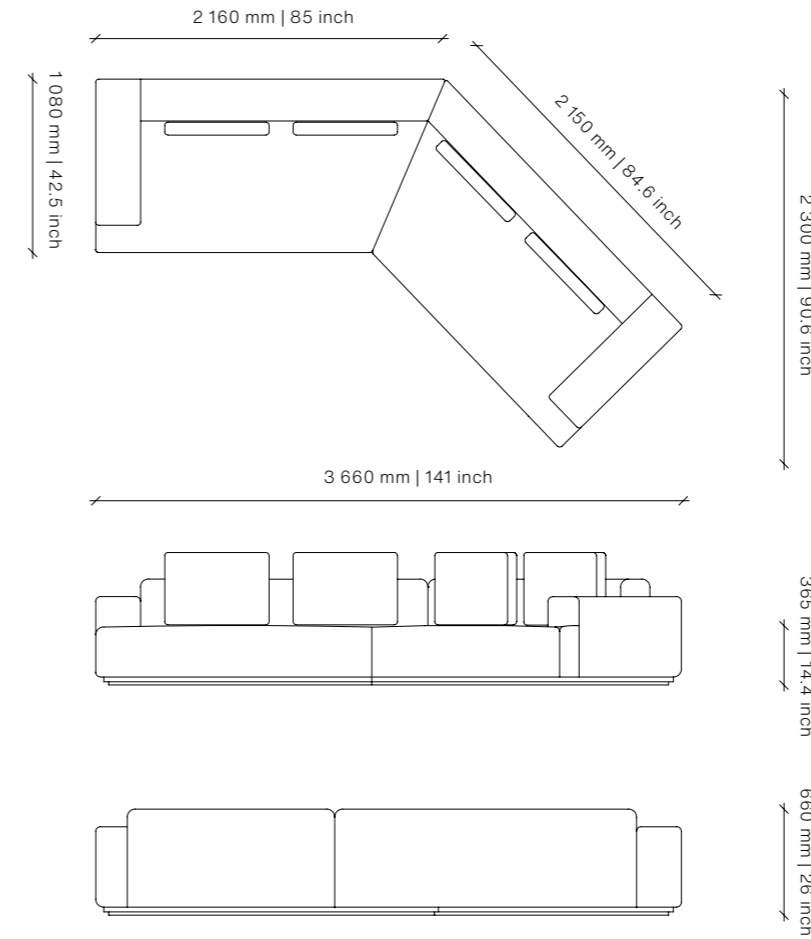 2 160 mm | 85 inch
1 080 mm | 42.5 inch
2 150 mm | 84.6 inch
2 300 mm | 90.6 inch
3 660 mm | 141 inch
365 mm | 14.4 inch
660 mm | 26 inch